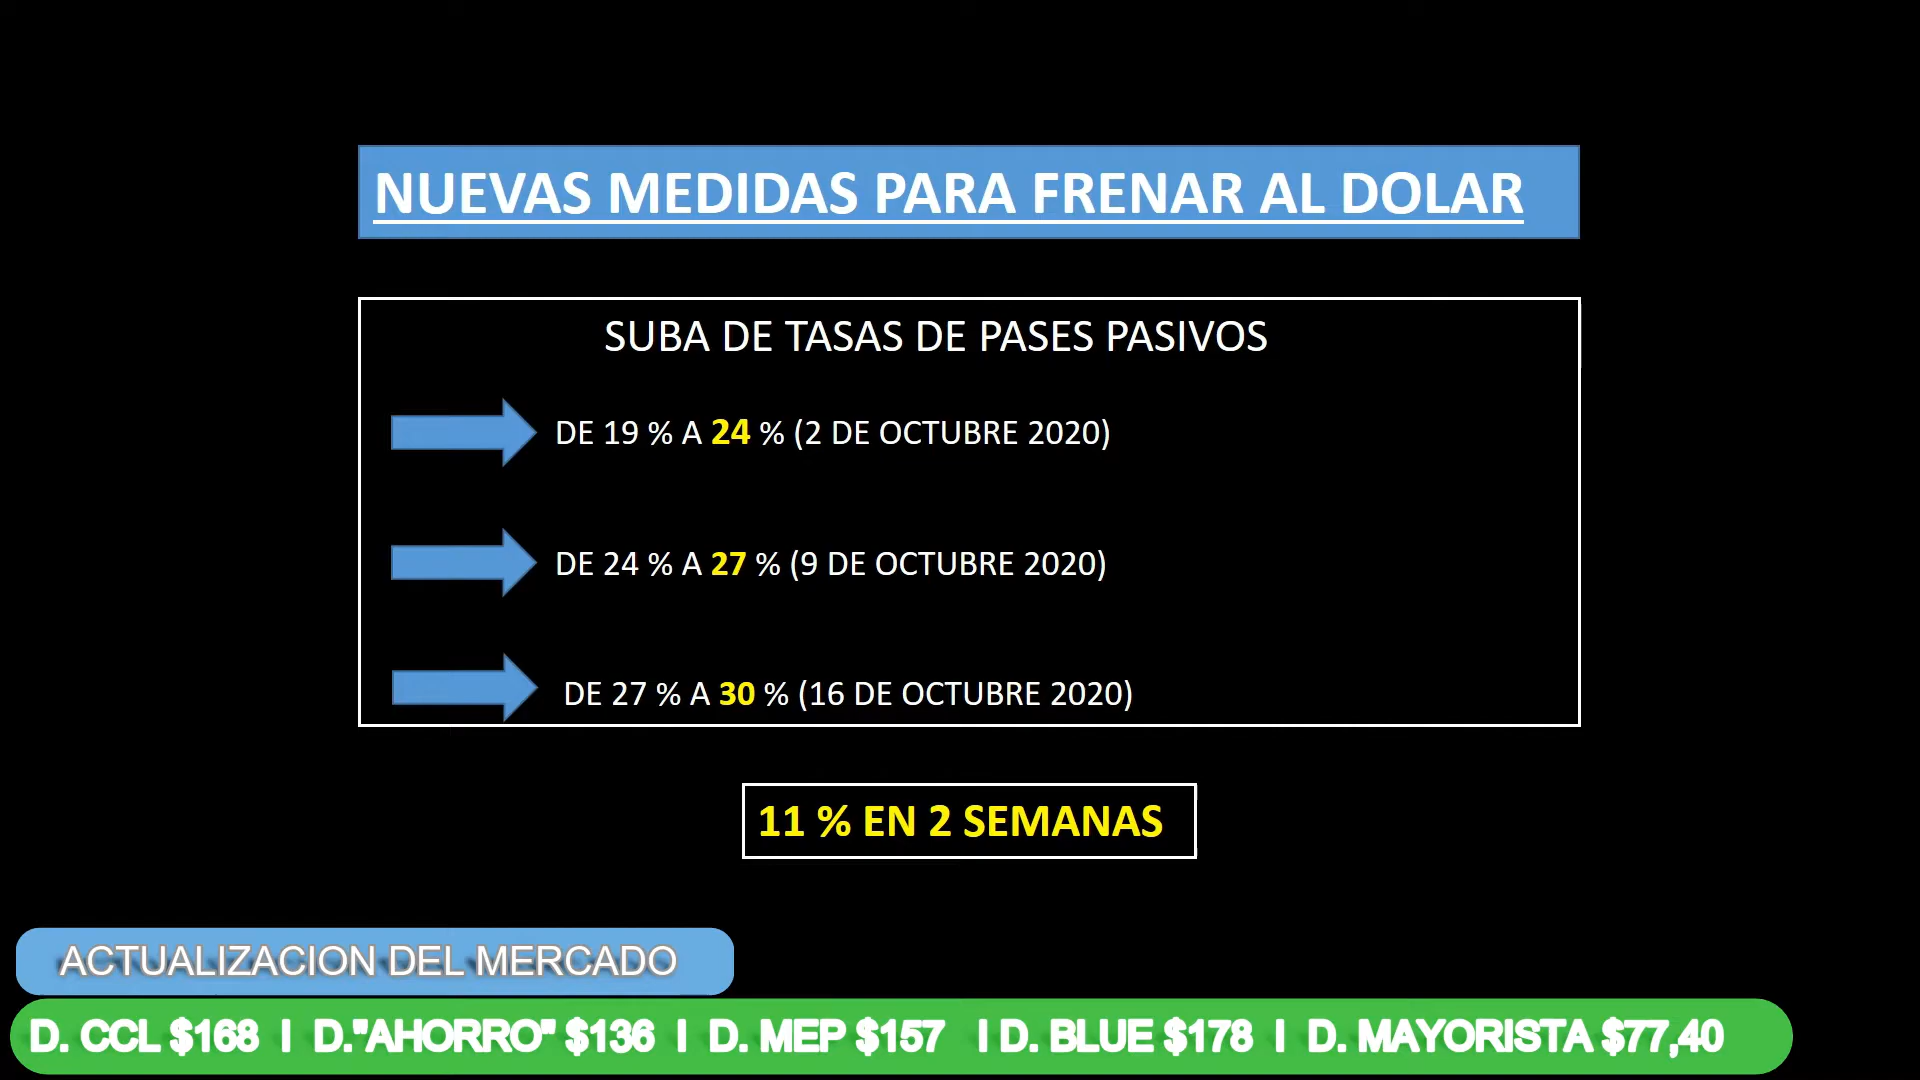 NUEVAS MEDIDAS PARA FRENAR AL DOLAR
SUBA DE TASAS DE PASES PASIVOS
DE 19 % A 24 % (2 DE OCTUBRE 2020)
DE 24 % A 27 % (9 DE OCTUBRE 2020)
DE 27 % A 30 % (16 DE OCTUBRE 2020)
11 % EN 2 SEMANAS
ACTUALIZACION DEL MERCADO
D. CCL $168 I D."AHORRO" $136 I D. MEP $157 I D. BLUE $178 I D. MAYORISTA $77,40